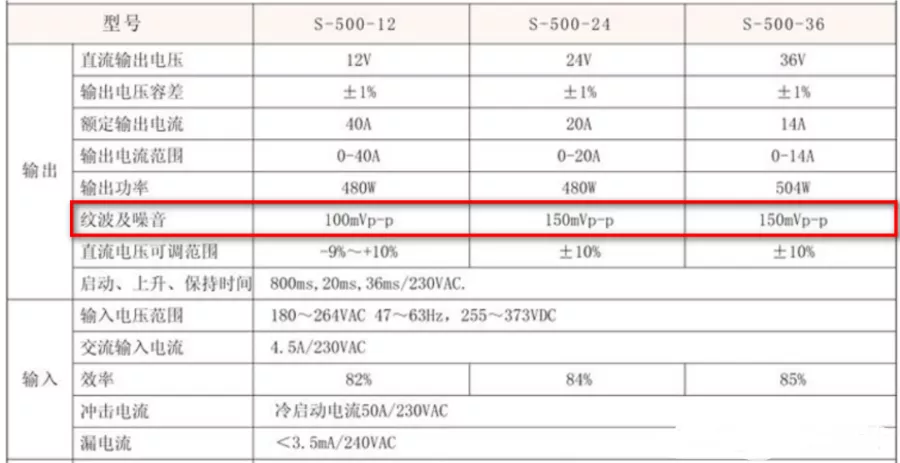 型号 S-500-12 S-500-24 S-500-36
输出
直流输出电压 12V 24V 36V
输出电压容差 ±1% ±1% ±1%
额定输出电流 40A 20A 14A
输出电流范围 0-40A 0-20A 0-14A
输出功率 480W 480W 504W
纹波及噪音 100mVp-p 150mVp-p 150mVp-p
直流电压可调范围 -9%~+10% ±10% ±10%
启动、上升、保持时间 800ms,20ms,36ms/230VAC.
输入
输入电压范围 180~264VAC 47~63Hz, 255~373VDC
交流输入电流 4.5A/230VAC
效率 82% 84% 85%
冲击电流 冷启动电流50A/230VAC
漏电流 <3.5mA/240VAC